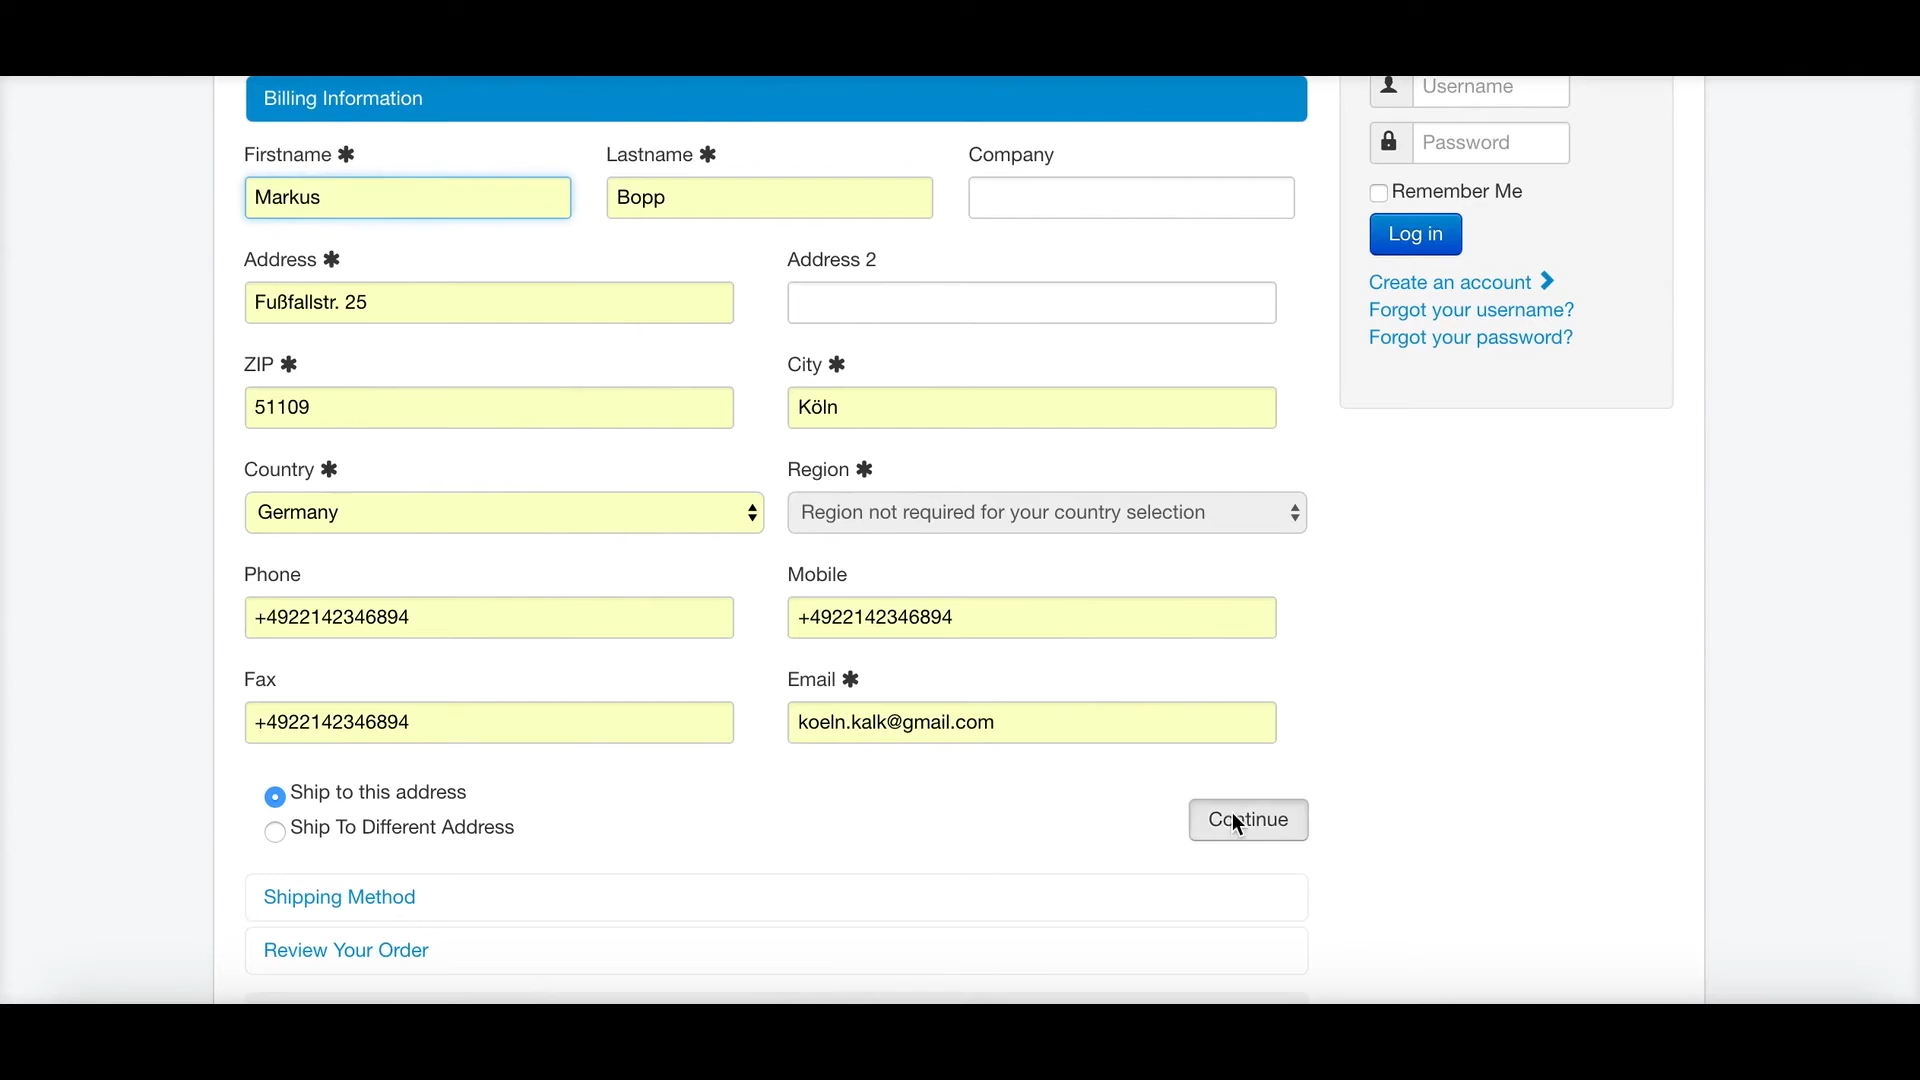 Billing Information
Firstname ✱ Lastname ✱ Company
Markus Bopp
Address ✱ Address 2
Fußfallstr. 25
ZIP ✱ City ✱
51109 Köln
Country ✱ Region ✱
Germany Region not required for your country selection
Phone Mobile
+4922142346894 +4922142346894
Fax Email ✱
+4922142346894 koeln.kalk@gmail.com
Ship to this address
Ship To Different Address
Continue
Shipping Method
Review Your Order
Username
Password
Remember Me
Log in
Create an account
Forgot your username?
Forgot your password?